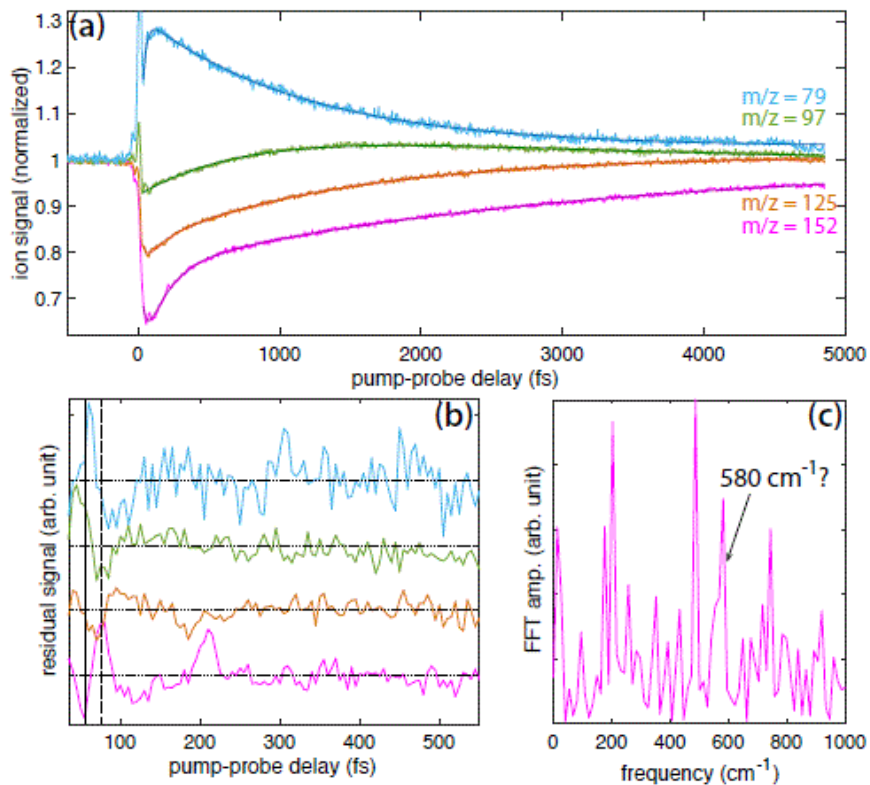 (a)
1.3
1.2
1.1
1
0.9
0.8
0.7
ion signal (normalized)
m/z = 79
m/z = 97
m/z = 125
m/z = 152
0 1000 2000 3000 4000 5000
pump-probe delay (fs)
(b)
residual signal (arb. unit)
100 200 300 400 500
pump-probe delay (fs)
(c)
580 cm⁻¹?
FFT amp. (arb. unit)
0 200 400 600 800 1000
frequency (cm⁻¹)